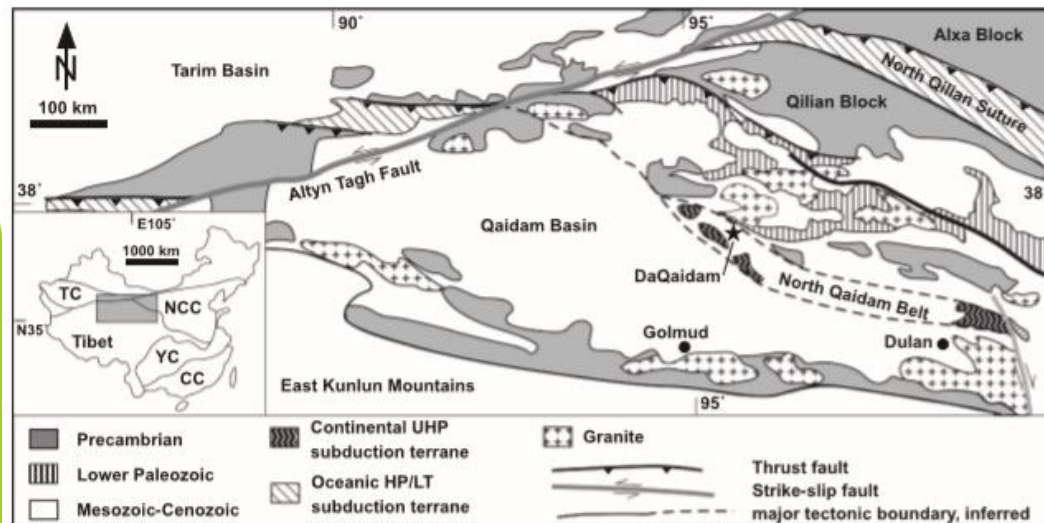 90´
95´
N
100 km
Tarim Basin
Alxa Block
North Qilian Suture
Qilian Block
Altyn Tagh Fault
38´
38´
Qaidam Basin
DaQaidam
North Qaidam Belt
Golmud
Dulan
East Kunlun Mountains
95´
E105´
1000 km
TC
NCC
N35
Tibet
YC
CC
Precambrian
Lower Paleozoic
Mesozoic-Cenozoic
Continental UHP
subduction terrane
Oceanic HP/LT
subduction terrane
Granite
Thrust fault
Strike-slip fault
major tectonic boundary, inferred